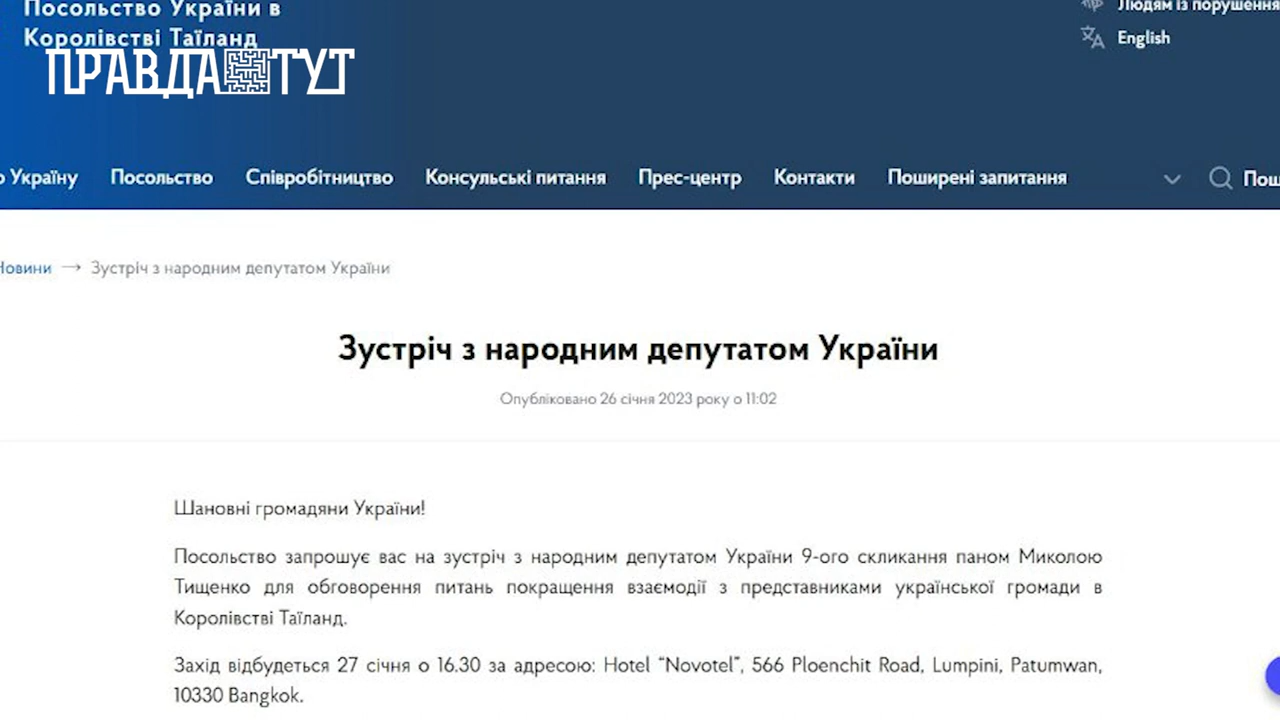 Посольство України в
Королівстві Таїланд
ПРАВДА ТУТ
Людям із порушення
English
о Україну Посольство Співробітництво Консульські питання Прес-центр Контакти Поширені запитання Пош
Новини → Зустріч з народним депутатом України
Зустріч з народним депутатом України
Опубліковано 26 січня 2023 року о 11:02
Шановні громадяни України!
Посольство запрошує вас на зустріч з народним депутатом України 9-ого скликання паном Миколою
Тищенко для обговорення питань покращення взаємодії з представниками української громади в
Королівстві Таїланд.
Захід відбудеться 27 січня о 16.30 за адресою: Hotel “Novotel”, 566 Ploenchit Road, Lumpini, Patumwan,
10330 Bangkok.